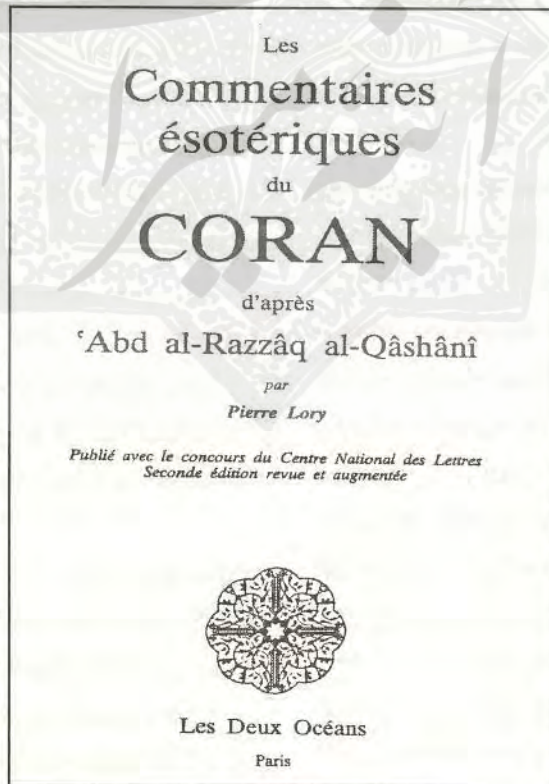 Les
Commentaires
ésotériques
du
CORAN
d'après
ʿAbd al-Razzâq al-Qâshânî
par
Pierre Lory
Publié avec le concours du Centre National des Lettres
Seconde édition revue et augmentée
Les Deux Océans
Paris